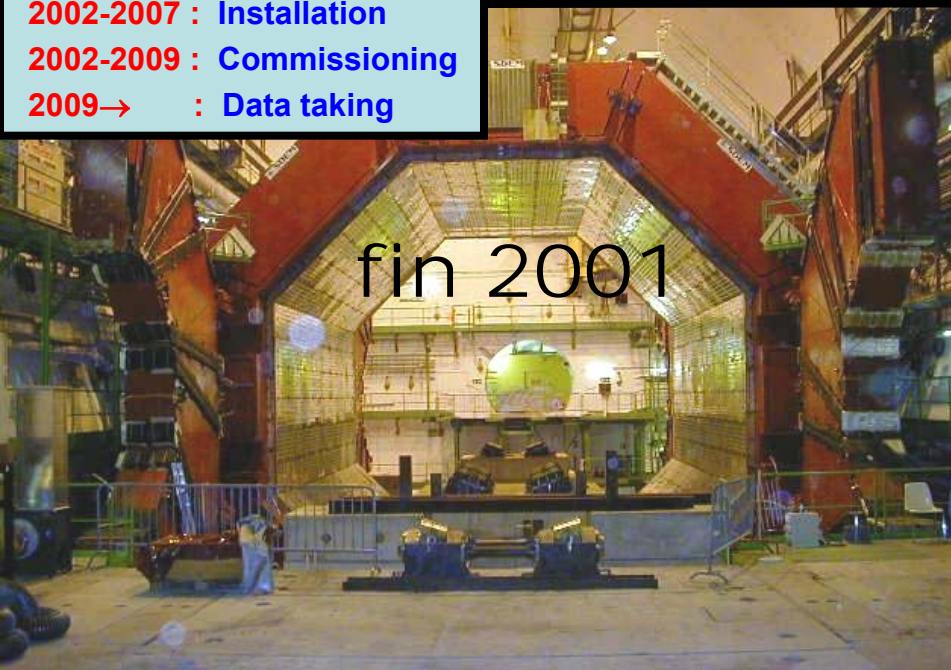 2002-2007 : Installation
2002-2009 : Commissioning
2009→ : Data taking
fin 2001